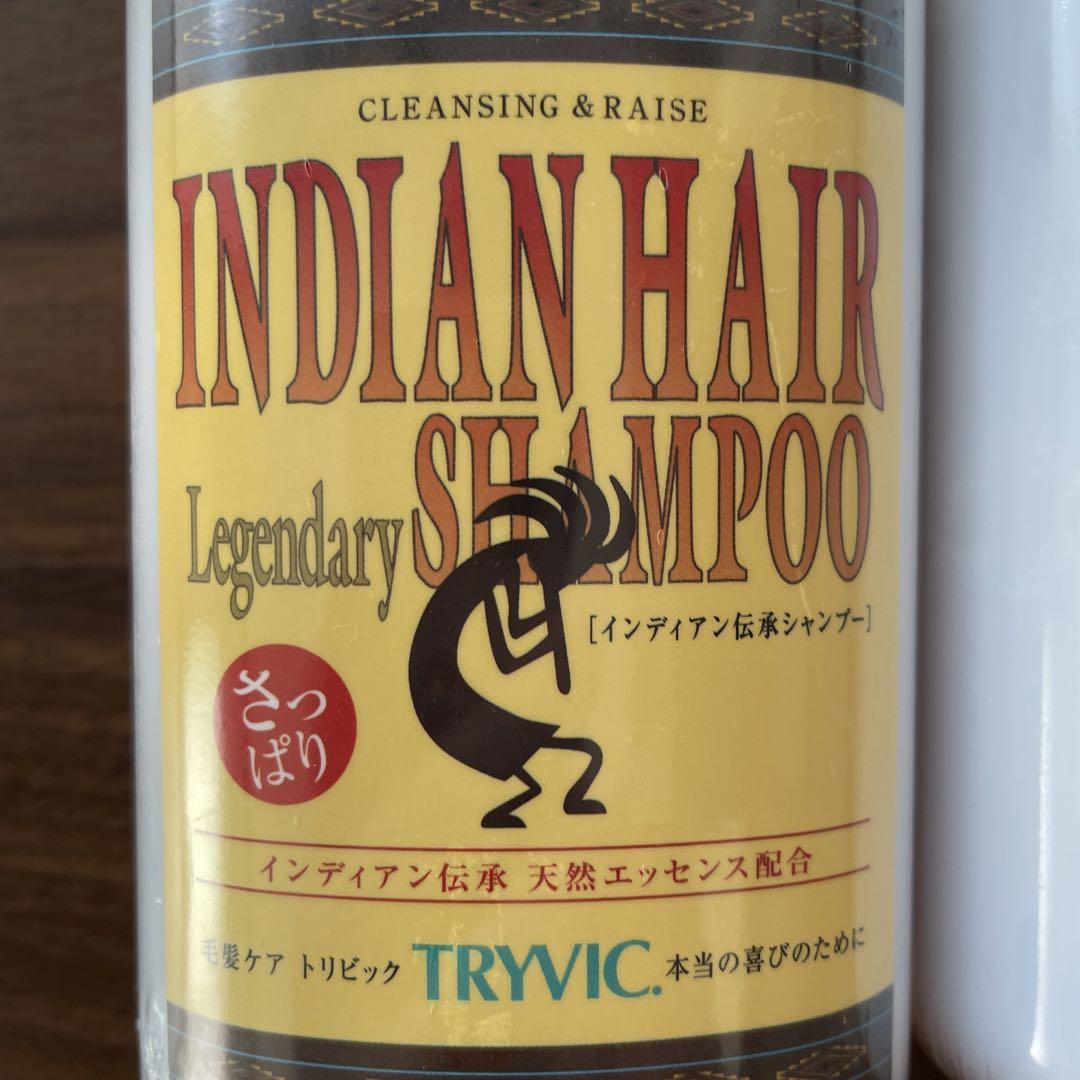 CLEANSING & RAISE
INDIAN HAIR
Legendary SHAMPOO
[インディアン伝承シャンプー]
さっ
ぱり
インディアン伝承 天然エッセンス配合
毛髪ケア トリビック TRYVIC. 本当の喜びのために